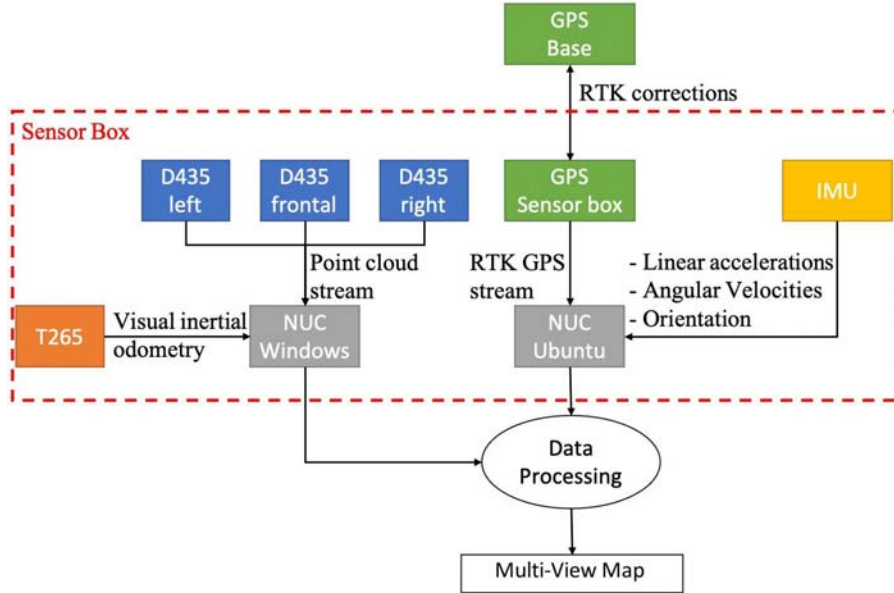 GPS
Base
RTK corrections
Sensor Box
D435
left
D435
frontal
D435
right
GPS
Sensor box
IMU
Point cloud
stream
RTK GPS
stream
- Linear accelerations
- Angular Velocities
- Orientation
T265
Visual inertial
odometry
NUC
Windows
NUC
Ubuntu
Data
Processing
Multi-View Map